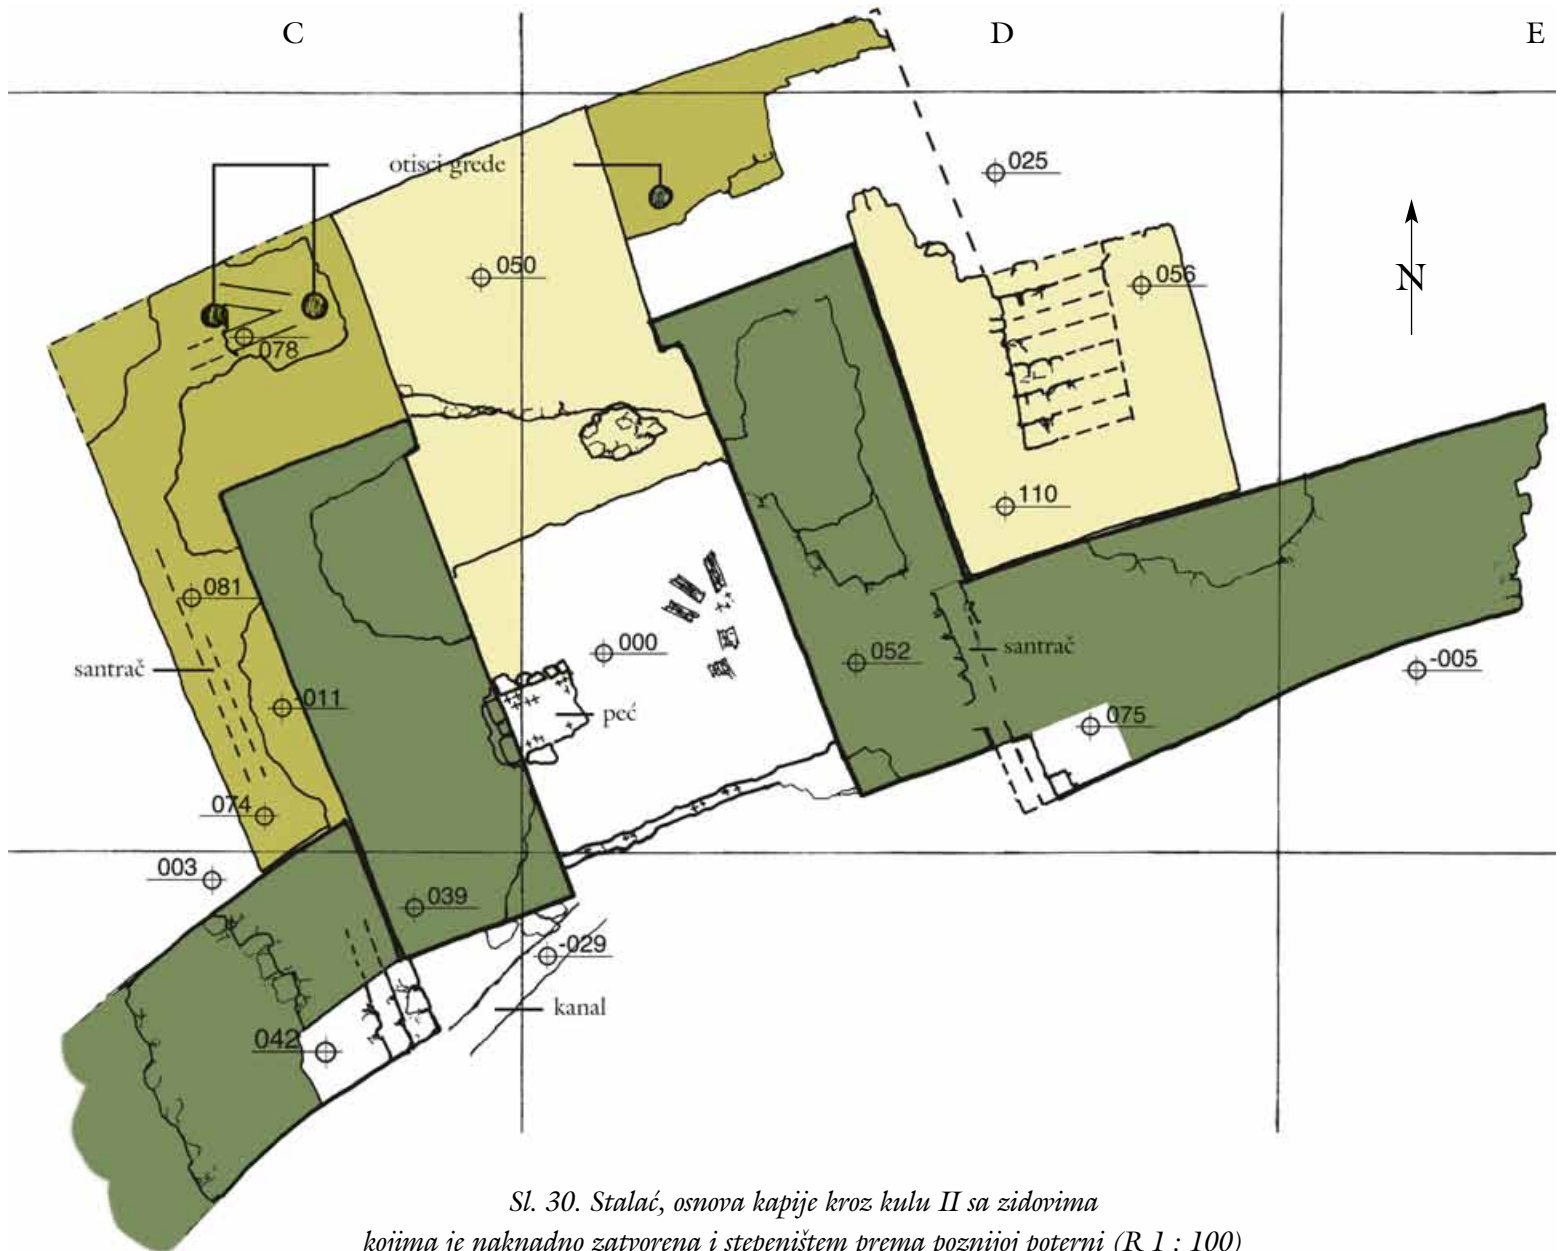 C
D
E
otisci grede
025
050
056
N
078
110
081
000
santrač
052
santrač
-005
-011
peć
075
074
003
039
-029
kanal
042
Sl. 30. Stalać, osnova kapije kroz kulu II sa zidovima
kojima je naknadno zatvorena i stepeništem prema poznijoj poterni (R 1 : 100)